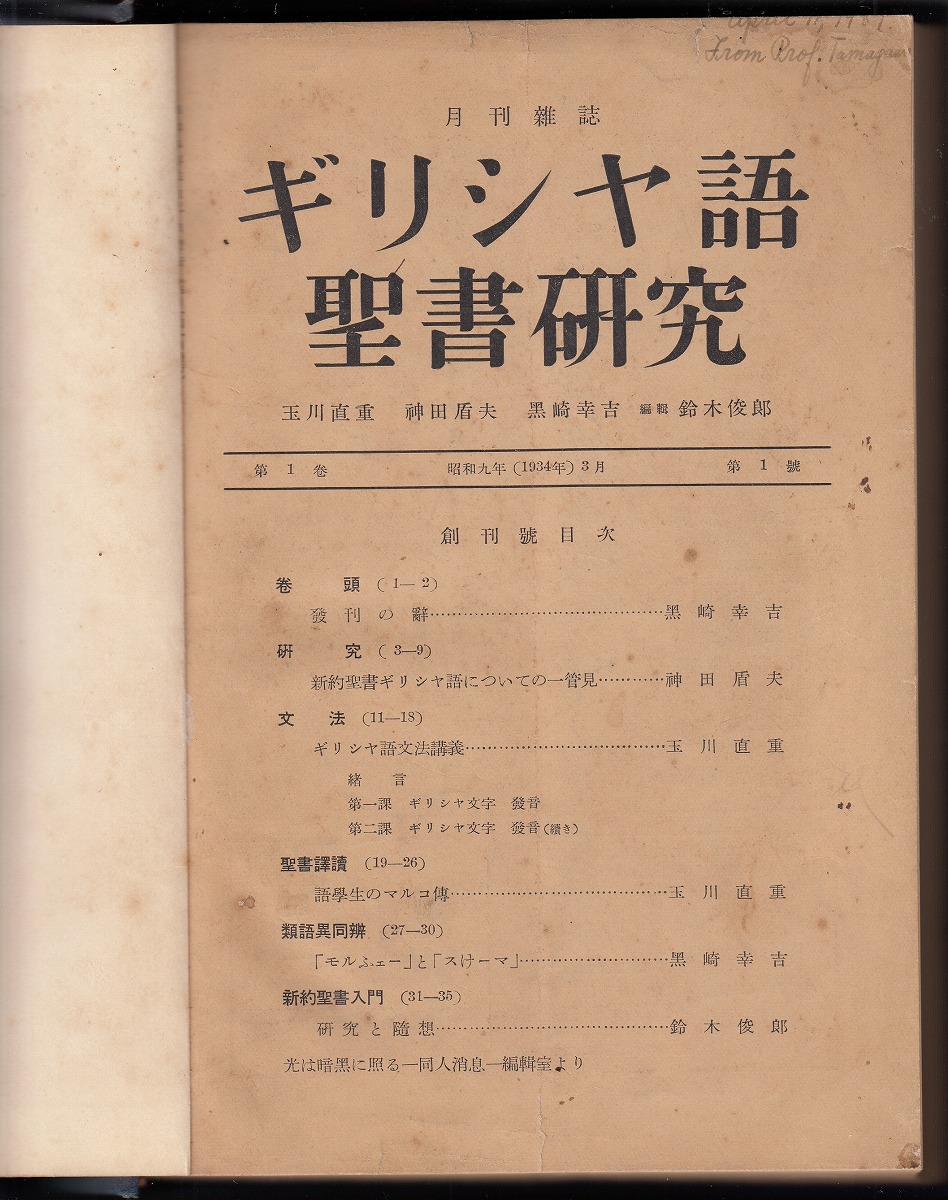 From Prof.
月刊雜誌
ギリシヤ語
聖書研究
玉川直重 神田盾夫 黑崎幸吉 編輯 鈴木俊郎
第1卷 昭和九年(1934年)3月 第1號
創刊號目次
卷頭(1—2)
發刊の辭……………………………………黑崎幸吉
研究(3—9)
新約聖書ギリシヤ語についての一管見…………神田盾夫
文法(11—18)
ギリシヤ語文法講義………………………………玉川直重
緖言
第一課 ギリシヤ文字 發音
第二課 ギリシヤ文字 發音(續き)
聖書譯讀(19—26)
語學生のマルコ傳…………………………………玉川直重
類語異同辨(27—30)
「モルふェー」と「スけーマ」………………………黑崎幸吉
新約聖書入門(31—35)
研究と隨想……………………………………鈴木俊郎
光は暗黑に照る—同人消息—編輯室より